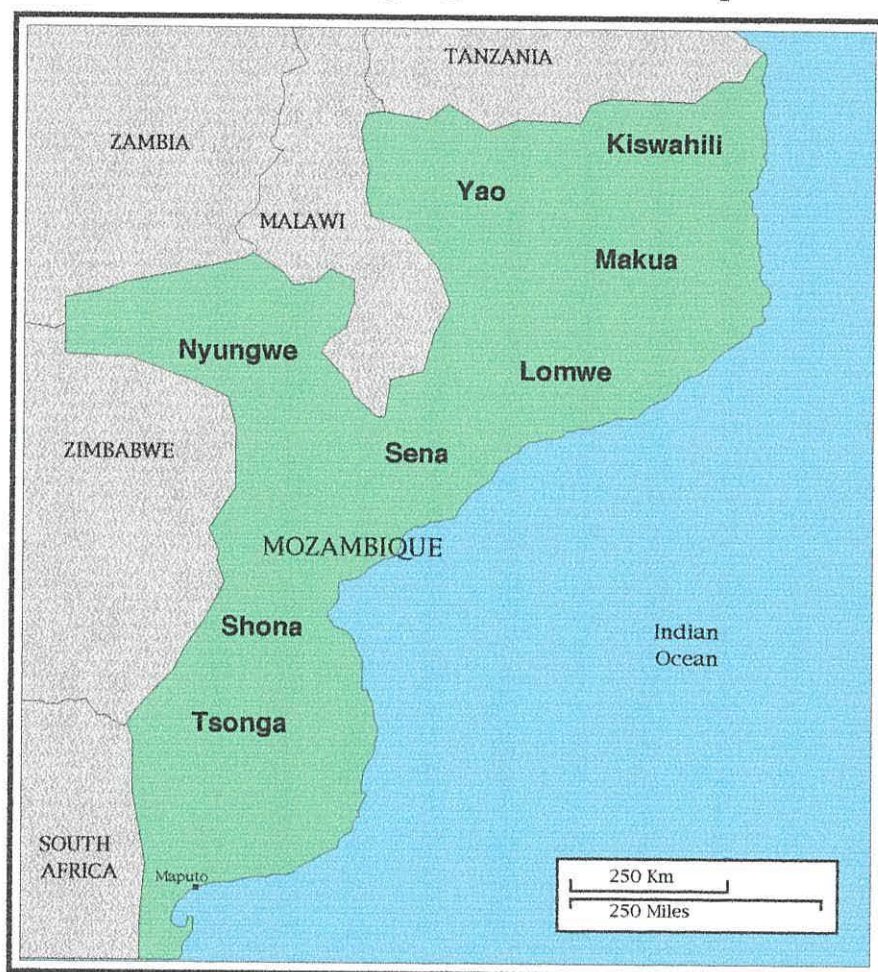 TANZANIA
ZAMBIA
Kiswahili
Yao
MALAWI
Makua
Nyungwe
Lomwe
ZIMBABWE
Sena
MOZAMBIQUE
Shona
Indian
Ocean
Tsonga
SOUTH
AFRICA
Maputo
250 Km
250 Miles